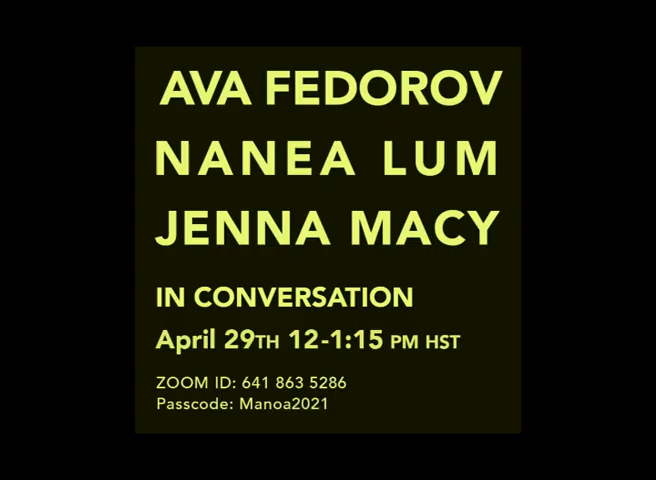 AVA FEDOROV
NANEA LUM
JENNA MACY
IN CONVERSATION
April 29TH 12-1:15 PM HST
ZOOM ID: 641 863 5286
Passcode: Manoa2021